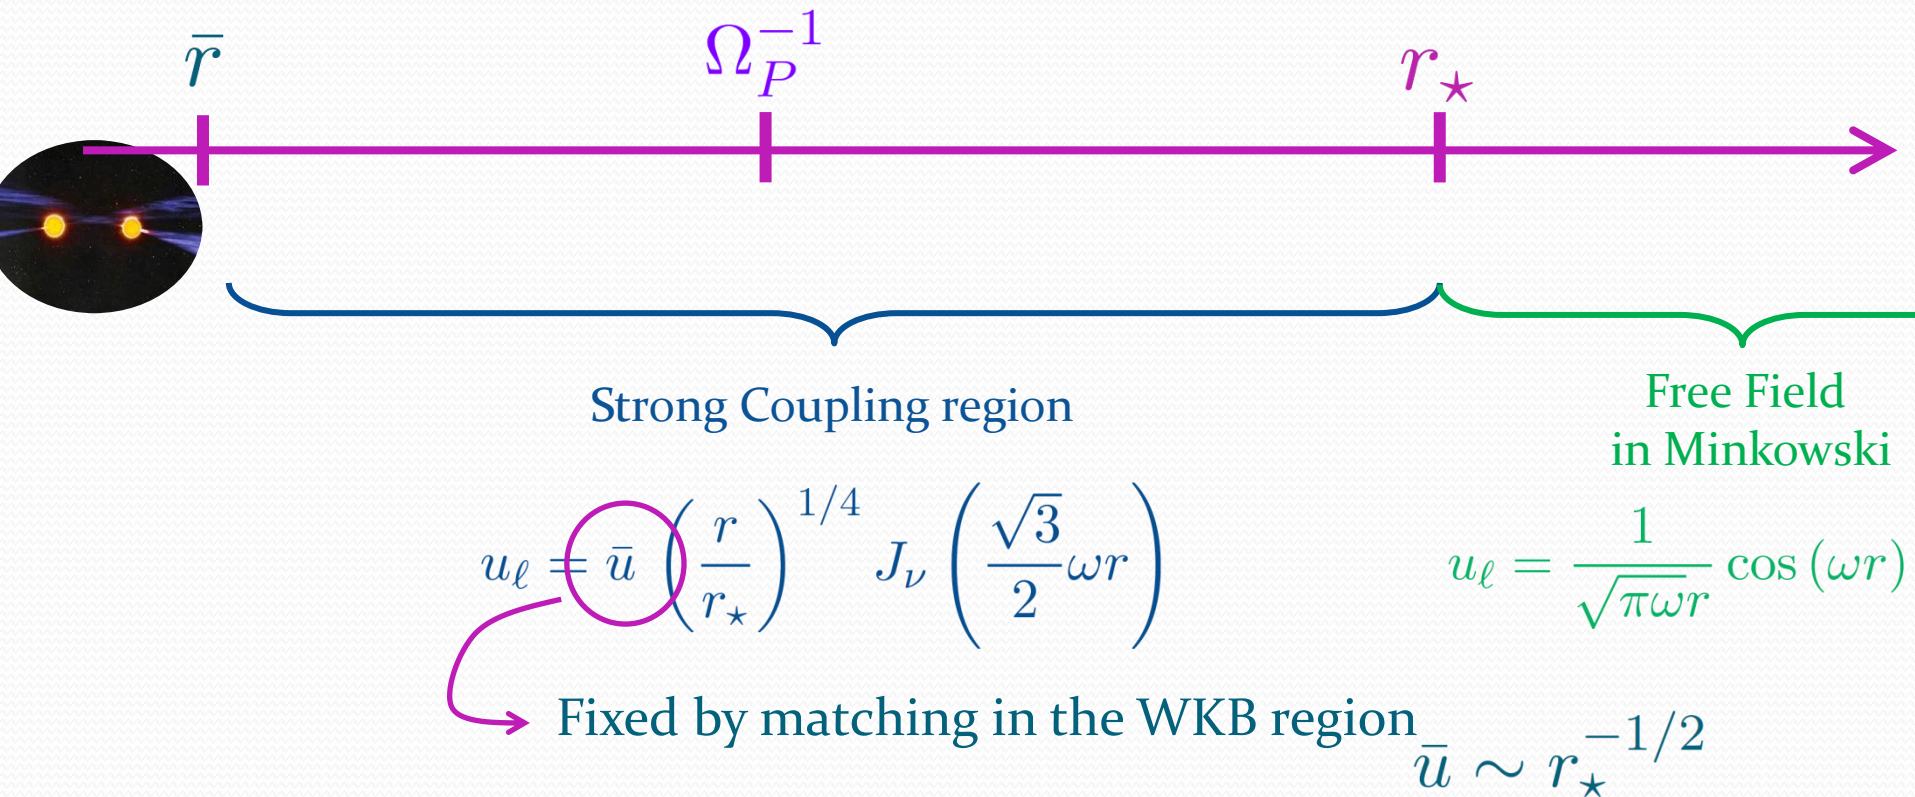 r̄ Ω_P^{-1} r_⋆
Strong Coupling region
Free Field
in Minkowski
u_ℓ = ū (r/r_⋆)^{1/4} J_ν (√3/2 ωr)
u_ℓ = 1/(√(πω)r) cos (ωr)
Fixed by matching in the WKB region
ū ∼ r_⋆^{-1/2}